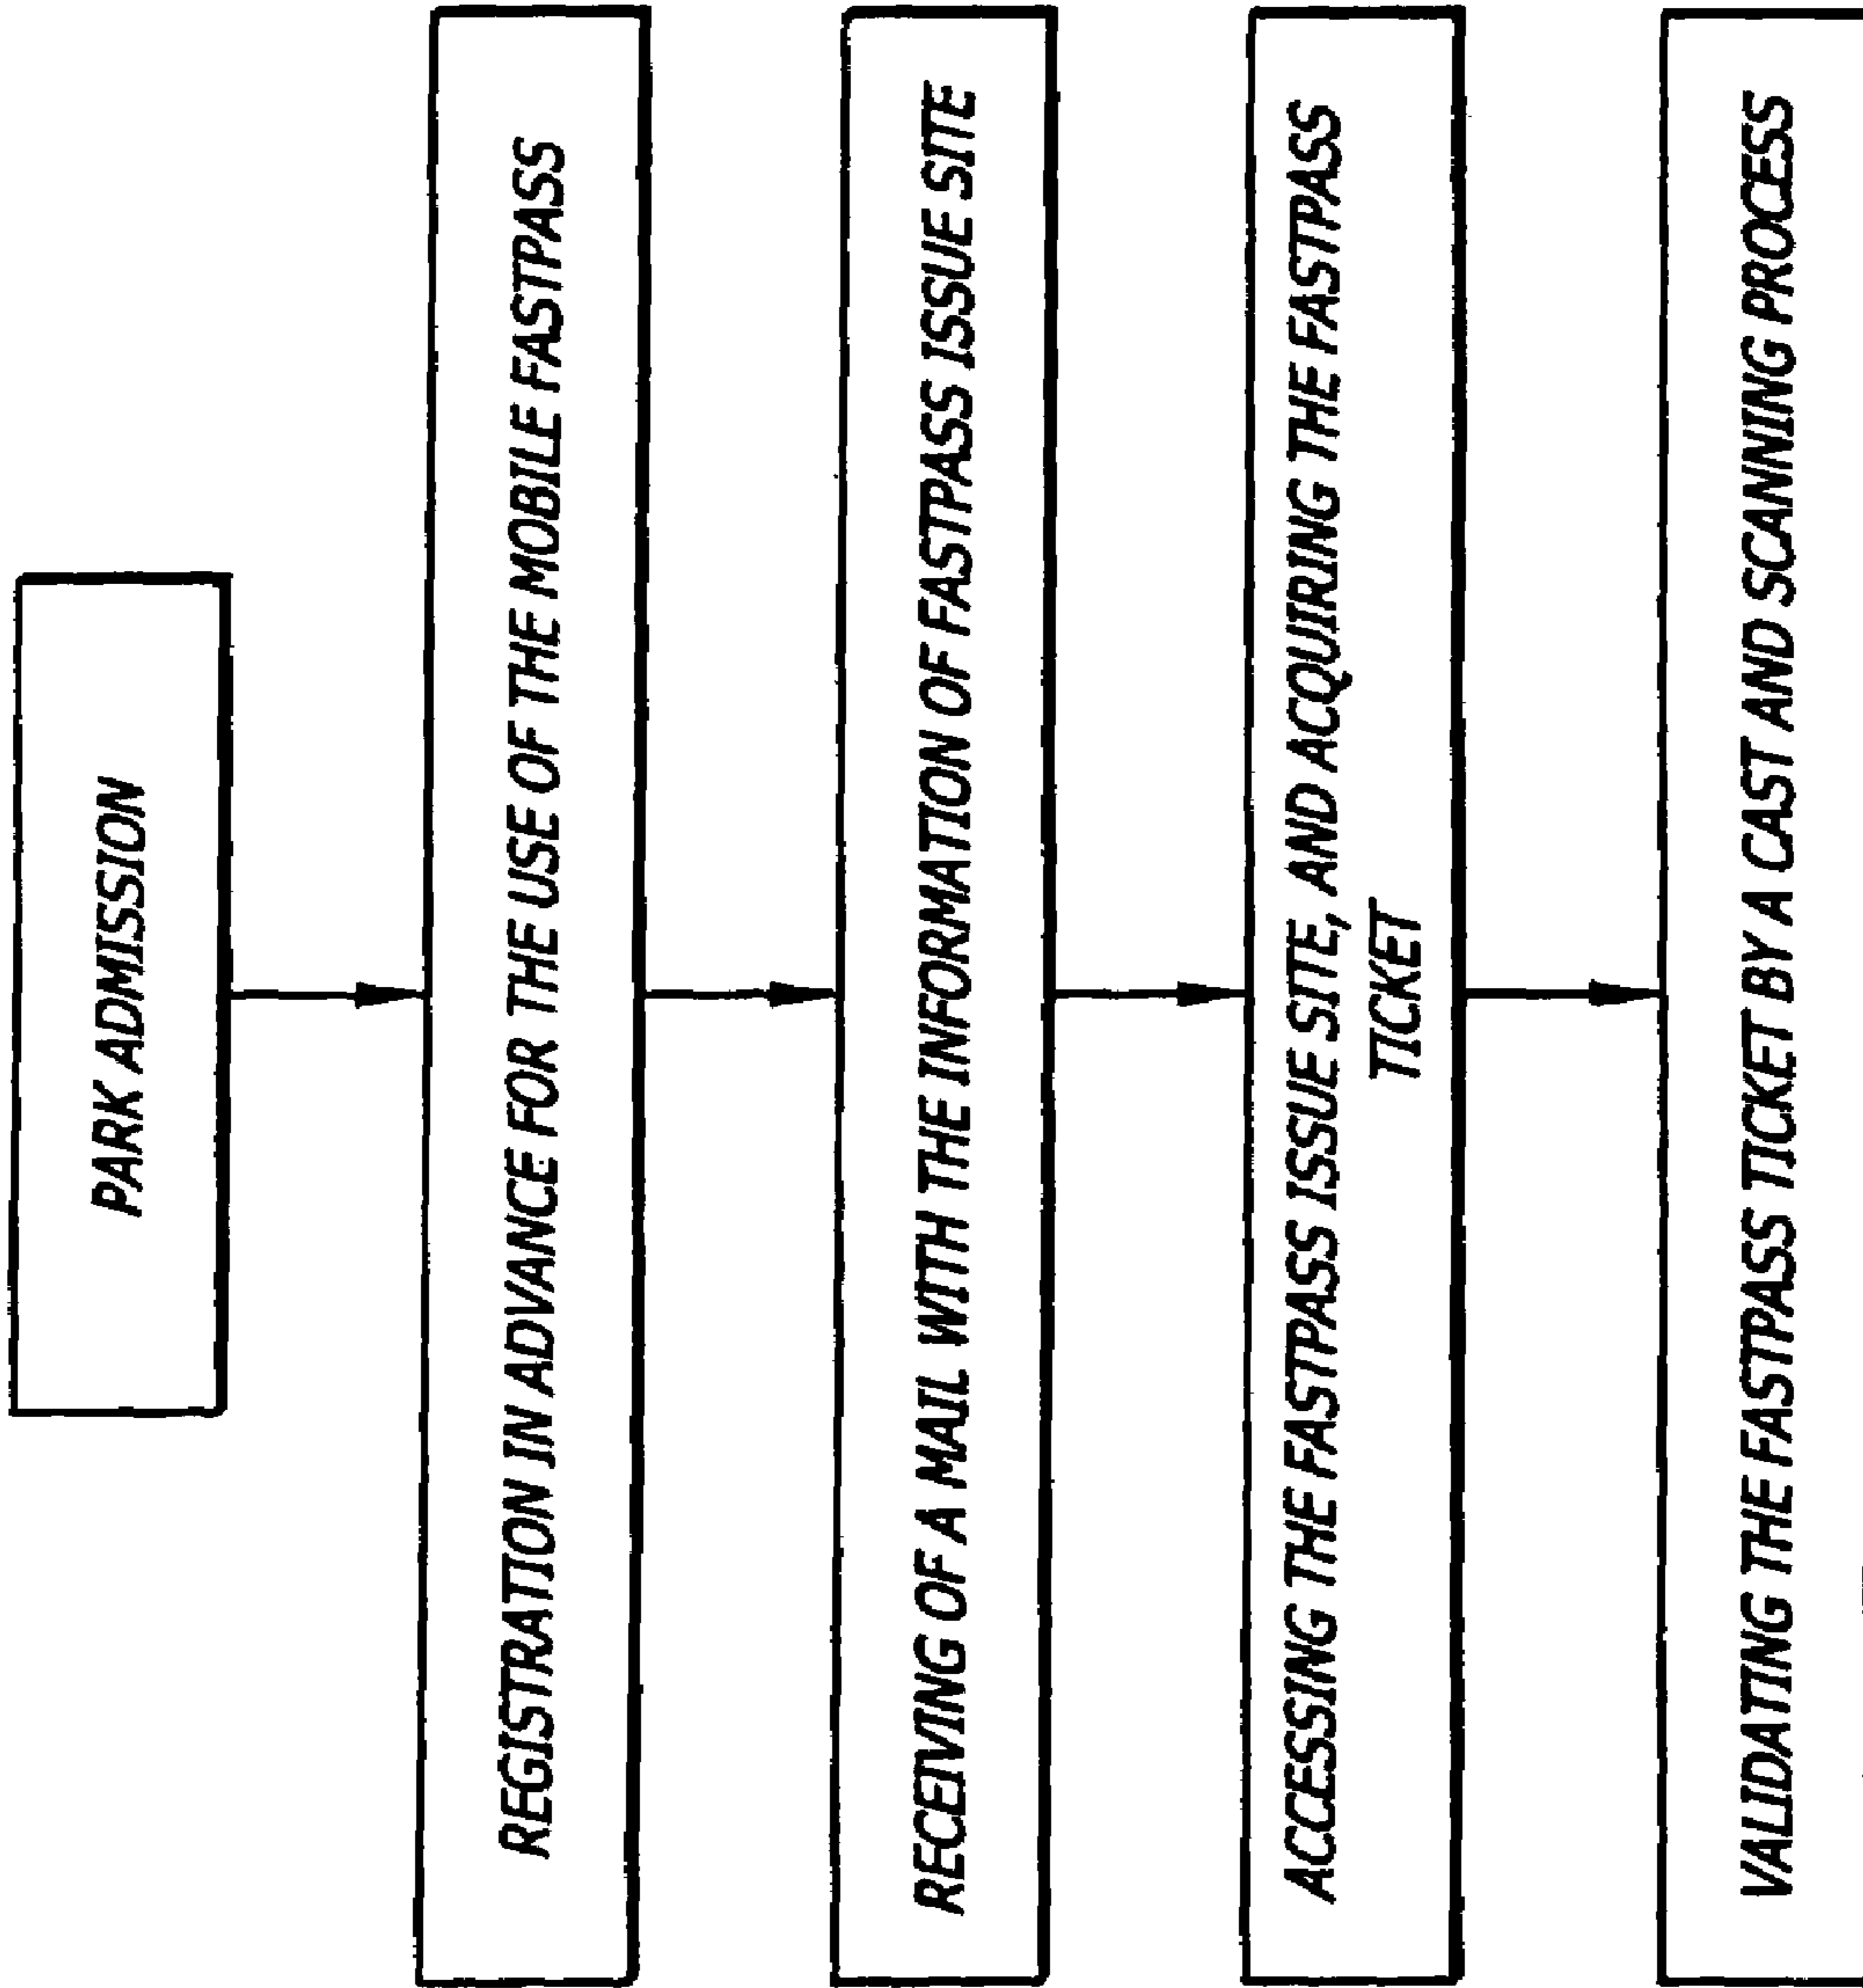 PARK ADMISSION
REGISTRATION IN ADVANCE FOR THE USE OF THE MOBILE FASTPASS
RECEIVING OF A MAIL WITH THE INFORMATION OF FASTPASS ISSUE SITE
ACCESSING THE FASTPASS ISSUE SITE, AND ACQUIRING THE FASTPASS
TICKET
VALIDATING THE FASTPASS TICKET BY A CAST AND SCANNING PROCESS